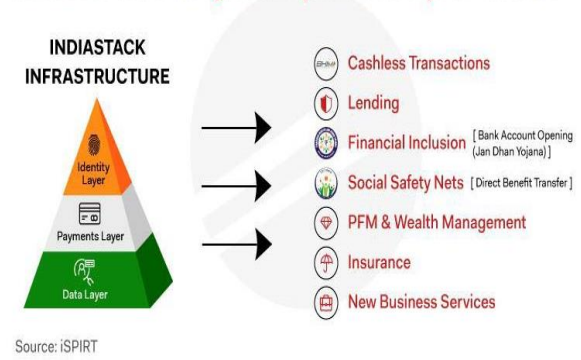 INDIASTACK
INFRASTRUCTURE
Identity
Layer
Payments Layer
Data Layer
Cashless Transactions
Lending
Financial Inclusion [ Bank Account Opening
(Jan Dhan Yojana) ]
Social Safety Nets [ Direct Benefit Transfer ]
PFM & Wealth Management
Insurance
New Business Services
Source: iSPIRT